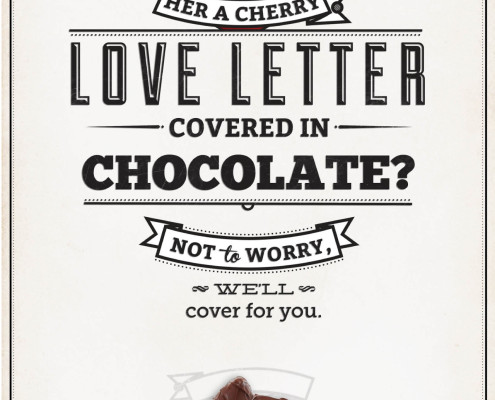 HER A CHERRY
LOVE LETTER
COVERED IN
CHOCOLATE?
NOT to WORRY,
WE'LL
cover for you.